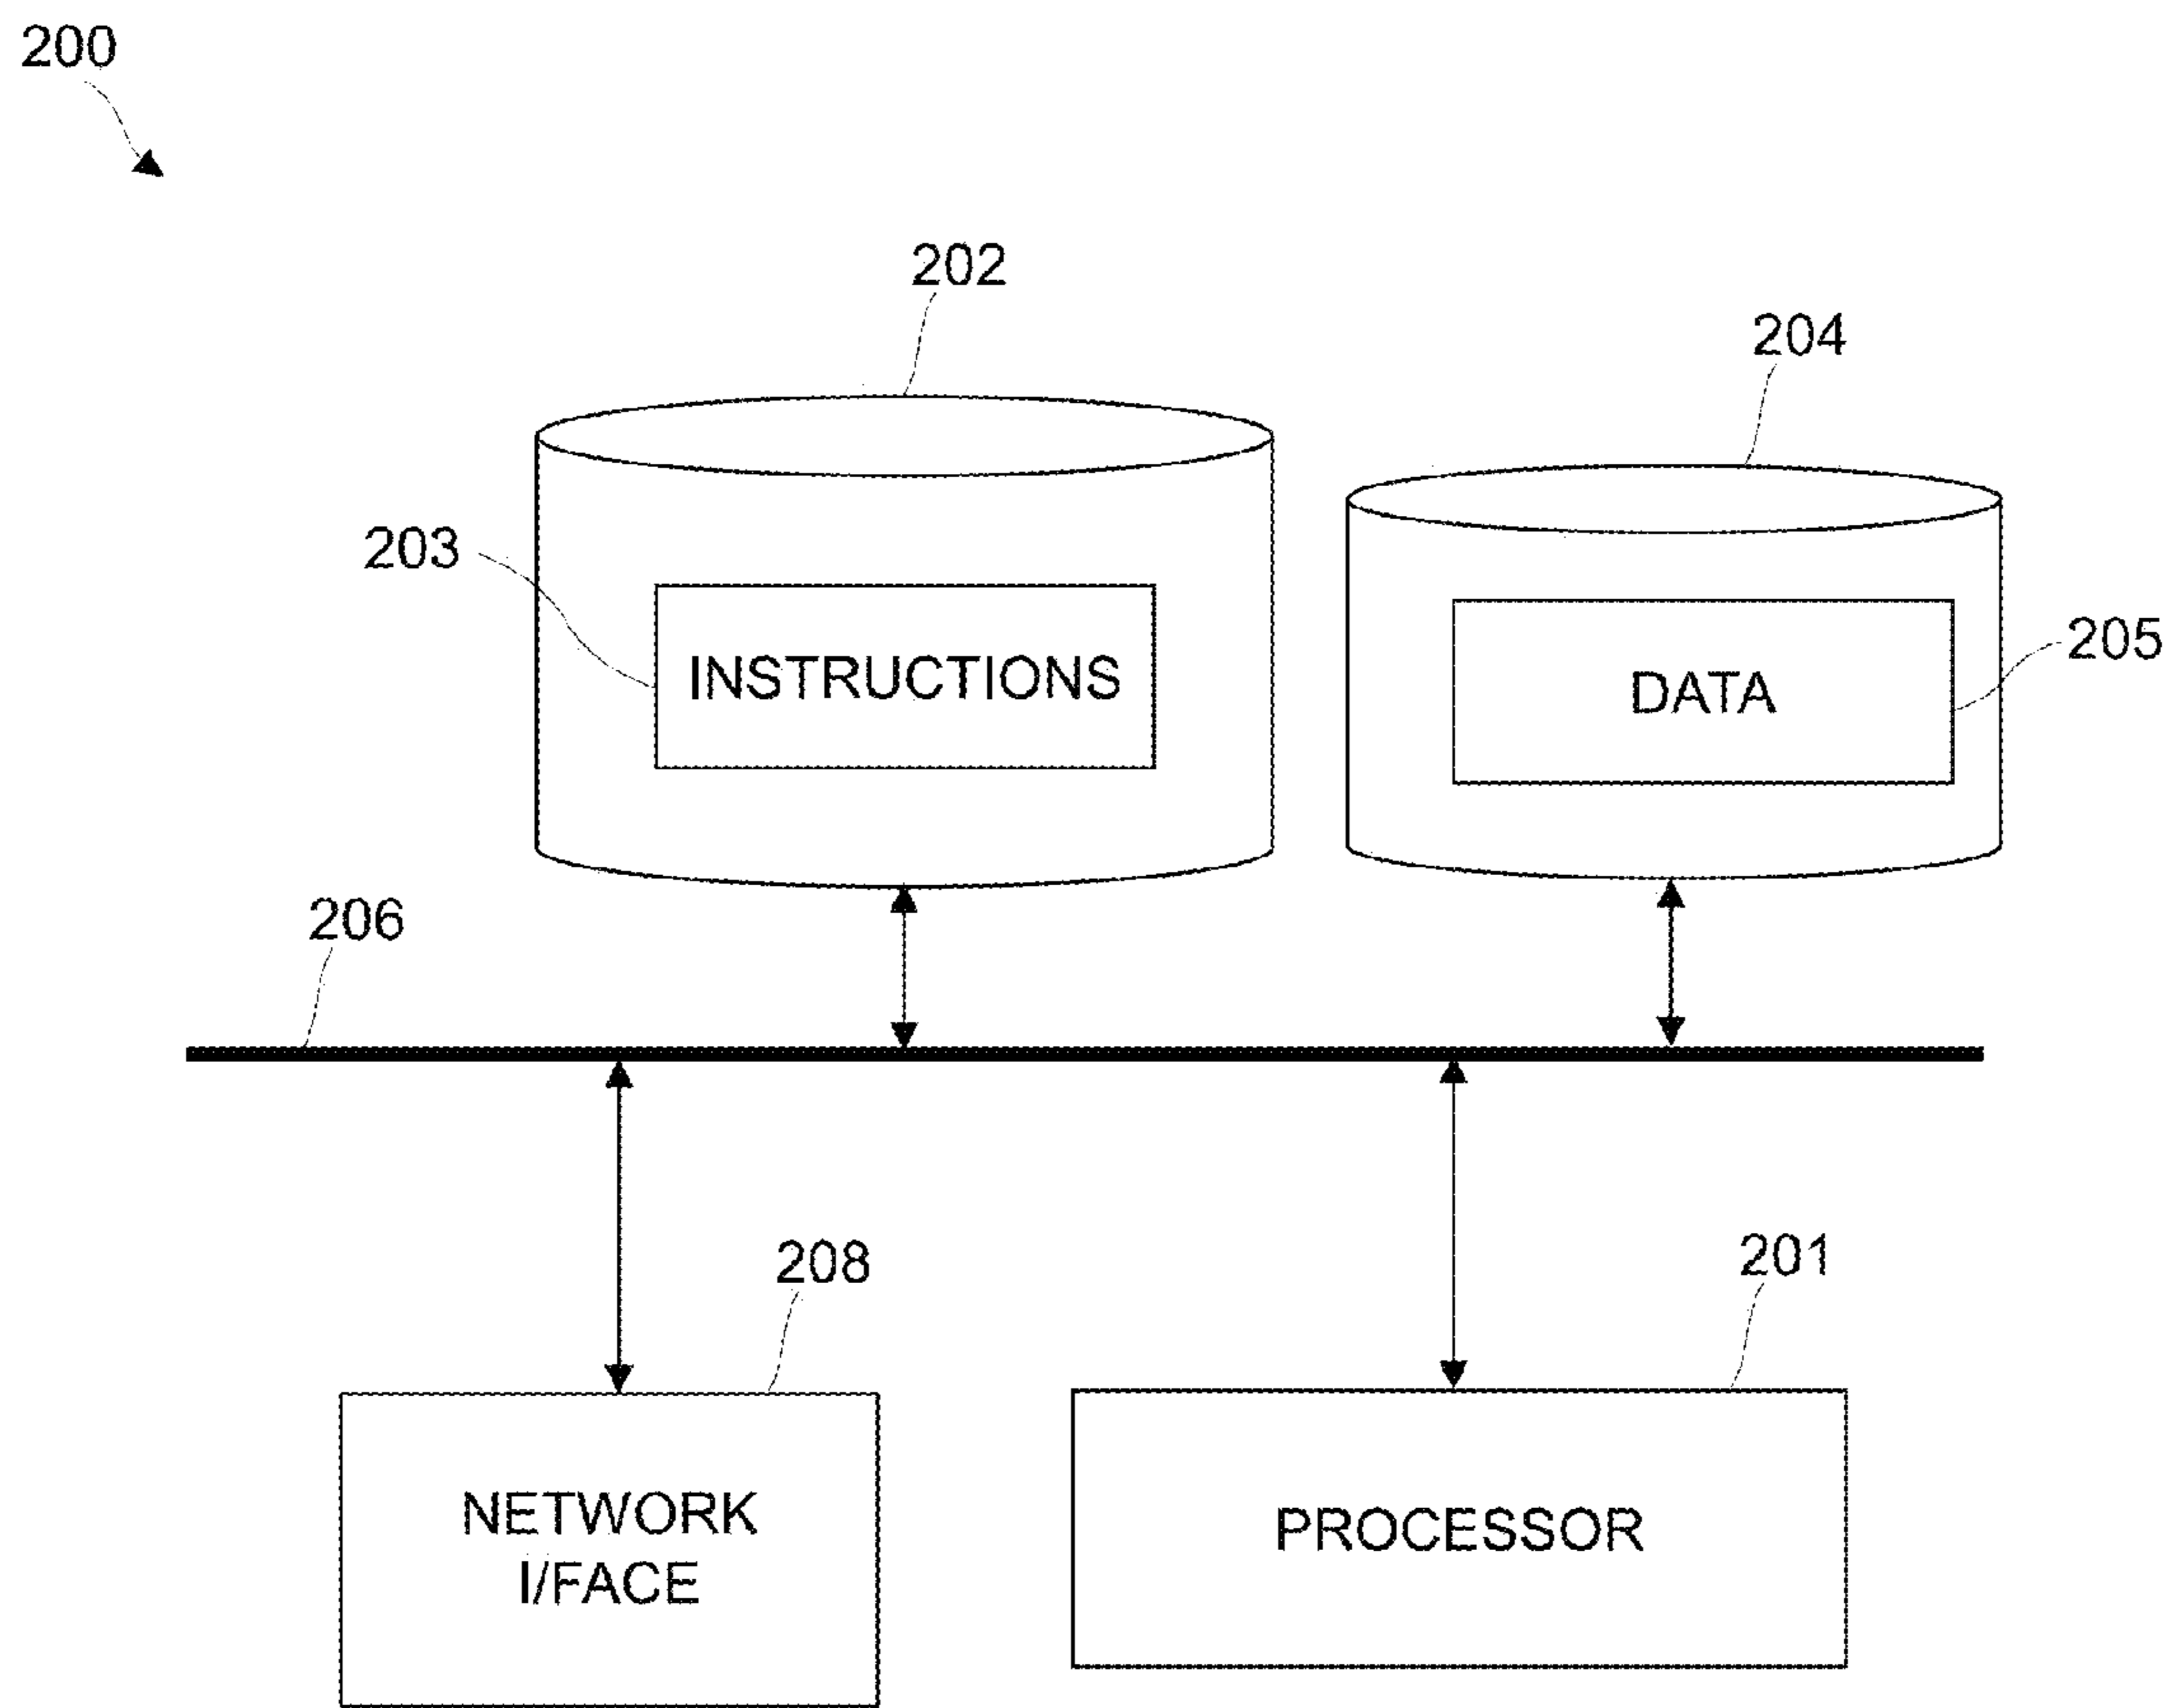 200
202
204
203
INSTRUCTIONS
205
DATA
206
208
201
NETWORK
I/FACE
PROCESSOR